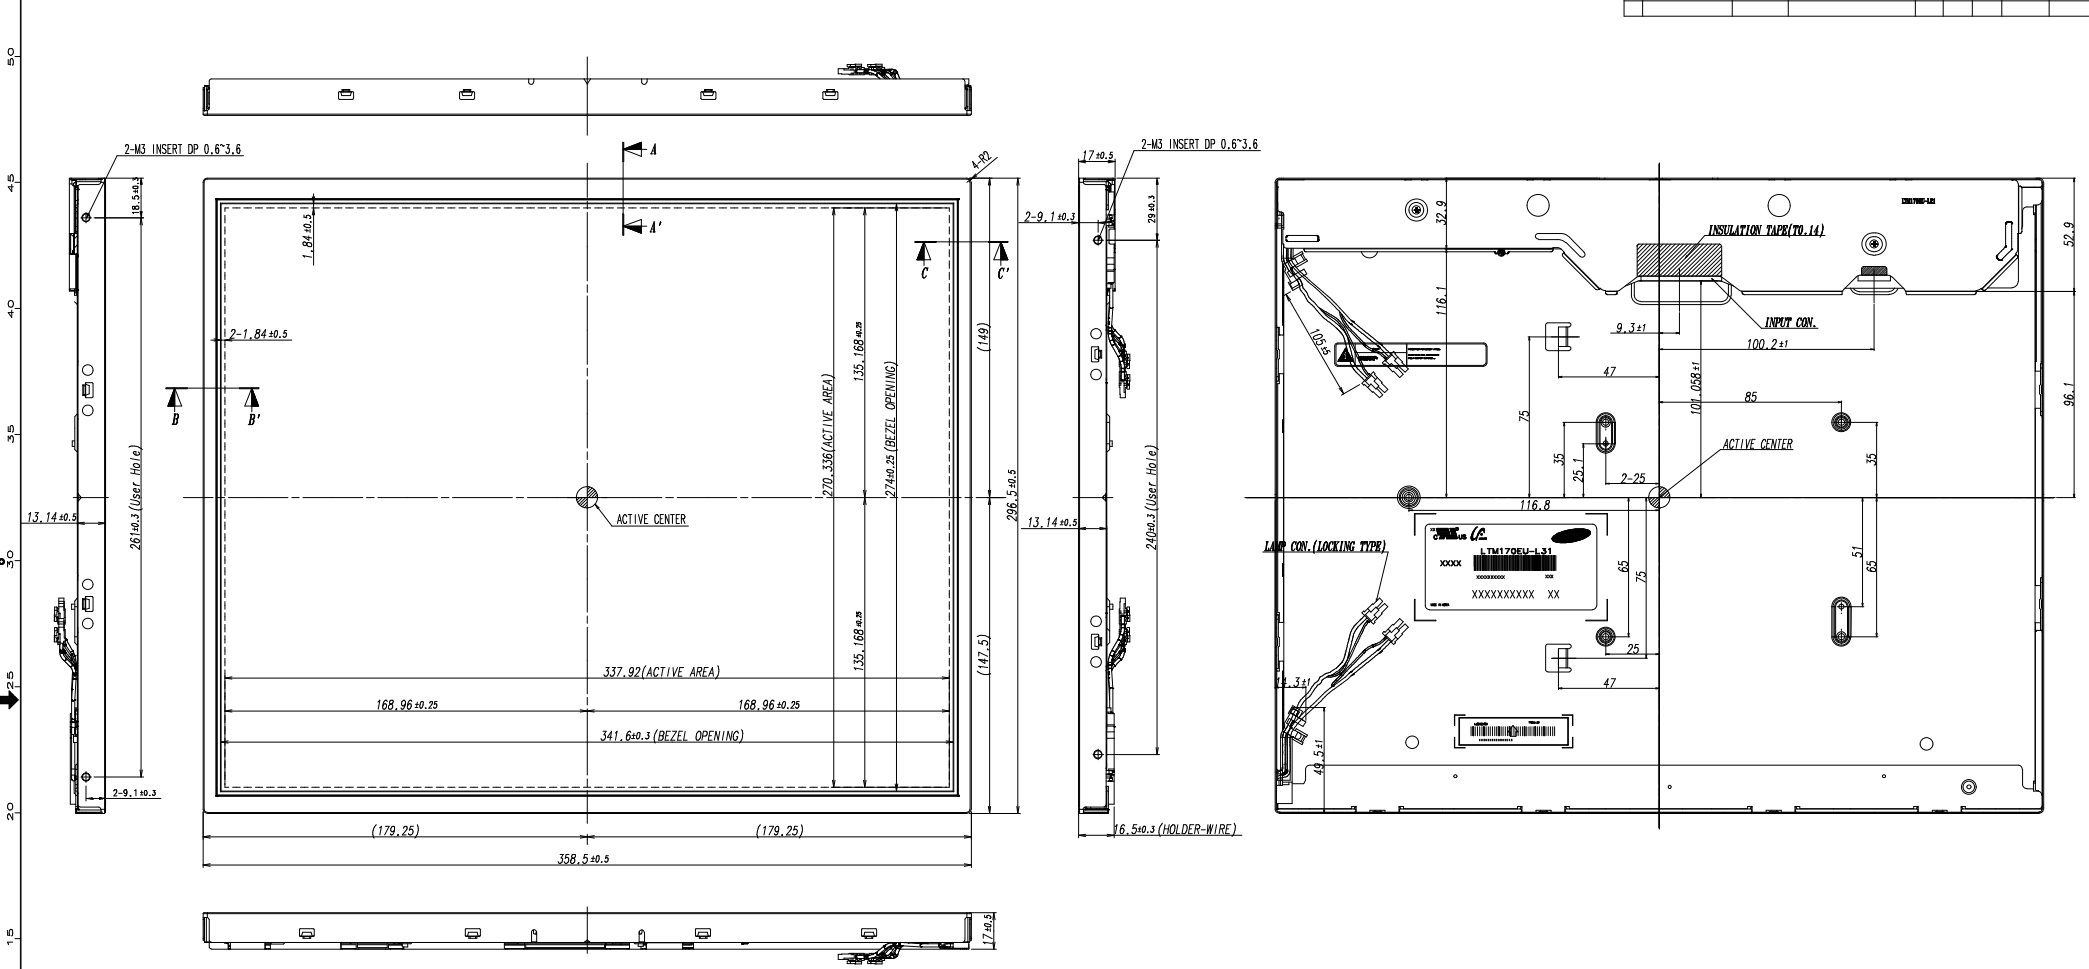 50
45
40
35
30
25
20
15
2-M3 INSERT DP 0.6~3.6
18.5±0.3
261±0.3(User Hole)
13.14±0.5
2-9.1±0.3
A
A'
4-R2
1.84±0.5
C
C'
2-1.84±0.5
B
B'
135.168±0.25
270.336(ACTIVE AREA)
274±0.25(BEZEL OPENING)
(149)
296.5±0.5
ACTIVE CENTER
135.168±0.25
(147.5)
337.92(ACTIVE AREA)
168.96±0.25
168.96±0.25
341.6±0.3(BEZEL OPENING)
(179.25)
(179.25)
358.5±0.5
17±0.5
17±0.5
2-M3 INSERT DP 0.6~3.6
2-9.1±0.3
29±0.3
240±0.3(User Hole)
13.14±0.5
16.5±0.3(HOLDER-WIRE)
32.9
LTM170EU-L31
INSULATION TAPE(T0.14)
52.9
116.1
105±5
INPUT CON.
9.3±1
100.2±1
47
101.058±1
96.1
75
85
35
25.1
2-25
ACTIVE CENTER
35
116.8
LAMP CON.(LOCKING TYPE)
LTM170EU-L31
XXXX
XXXXXXXXXX
XXX
XXXXXXXXXX XX
65
75
51
65
25
47
14.3±1
49.5±1